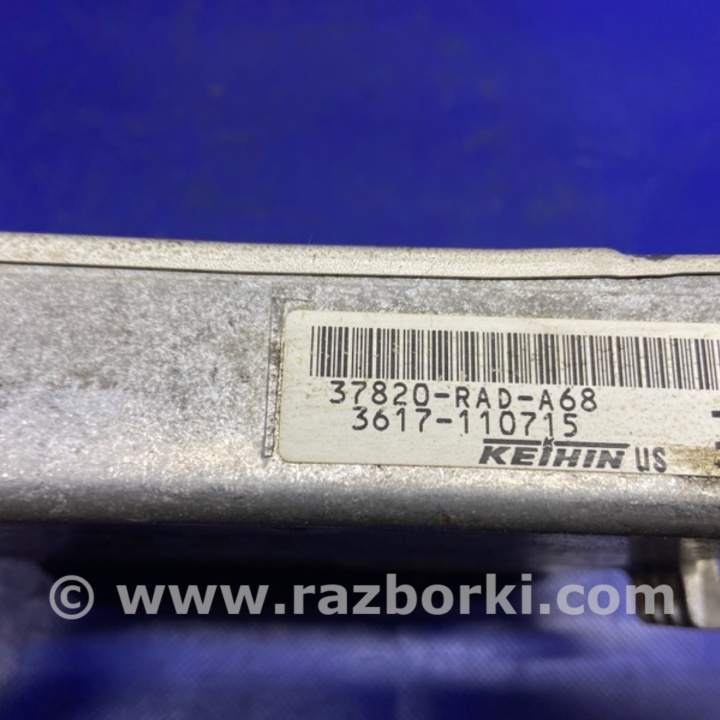 37820-RAD-A68
3617-110715
KEIHIN US
© www.razborki.com